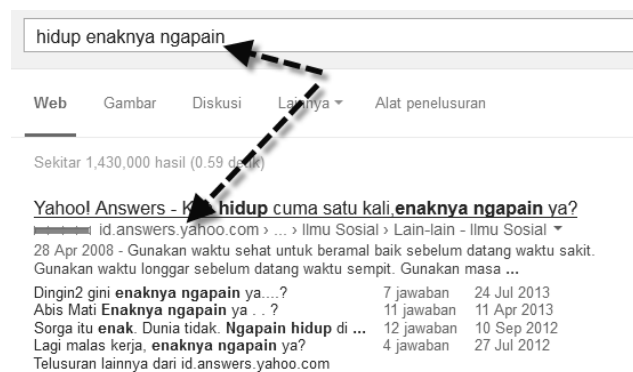 hidup enaknya ngapain
Web Gambar Diskusi Lainnya Alat penelusuran
Sekitar 1,430,000 hasil (0.59 detik)
Yahoo! Answers - hidup cuma satu kali,enaknya ngapain ya?
id.answers.yahoo.com › ... › Ilmu Sosial › Lain-lain - Ilmu Sosial
28 Apr 2008 - Gunakan waktu sehat untuk beramal baik sebelum datang waktu sakit.
Gunakan waktu longgar sebelum datang waktu sempit. Gunakan masa ...
Dingin2 gini enaknya ngapain ya....? 7 jawaban 24 Jul 2013
Abis Mati Enaknya ngapain ya . . ? 11 jawaban 11 Apr 2013
Sorga itu enak. Dunia tidak. Ngapain hidup di ... 12 jawaban 10 Sep 2012
Lagi malas kerja, enaknya ngapain ya? 4 jawaban 27 Jul 2012
Telusuran lainnya dari id.answers.yahoo.com